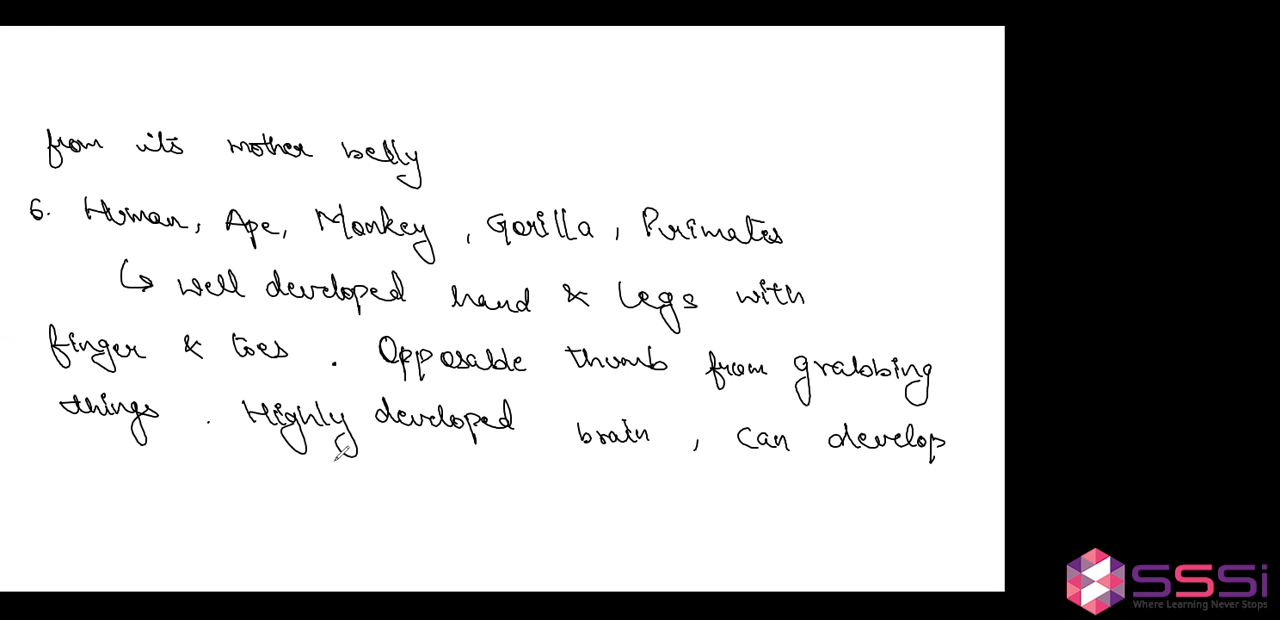 from its mother belly
6. Human, Ape, Monkey, Gorilla, Primates
↳ well developed hand & legs with
finger & toes. Opposable thumb from grabbing
things. Highly developed brain, can develop
SSSi
Where Learning Never Stops